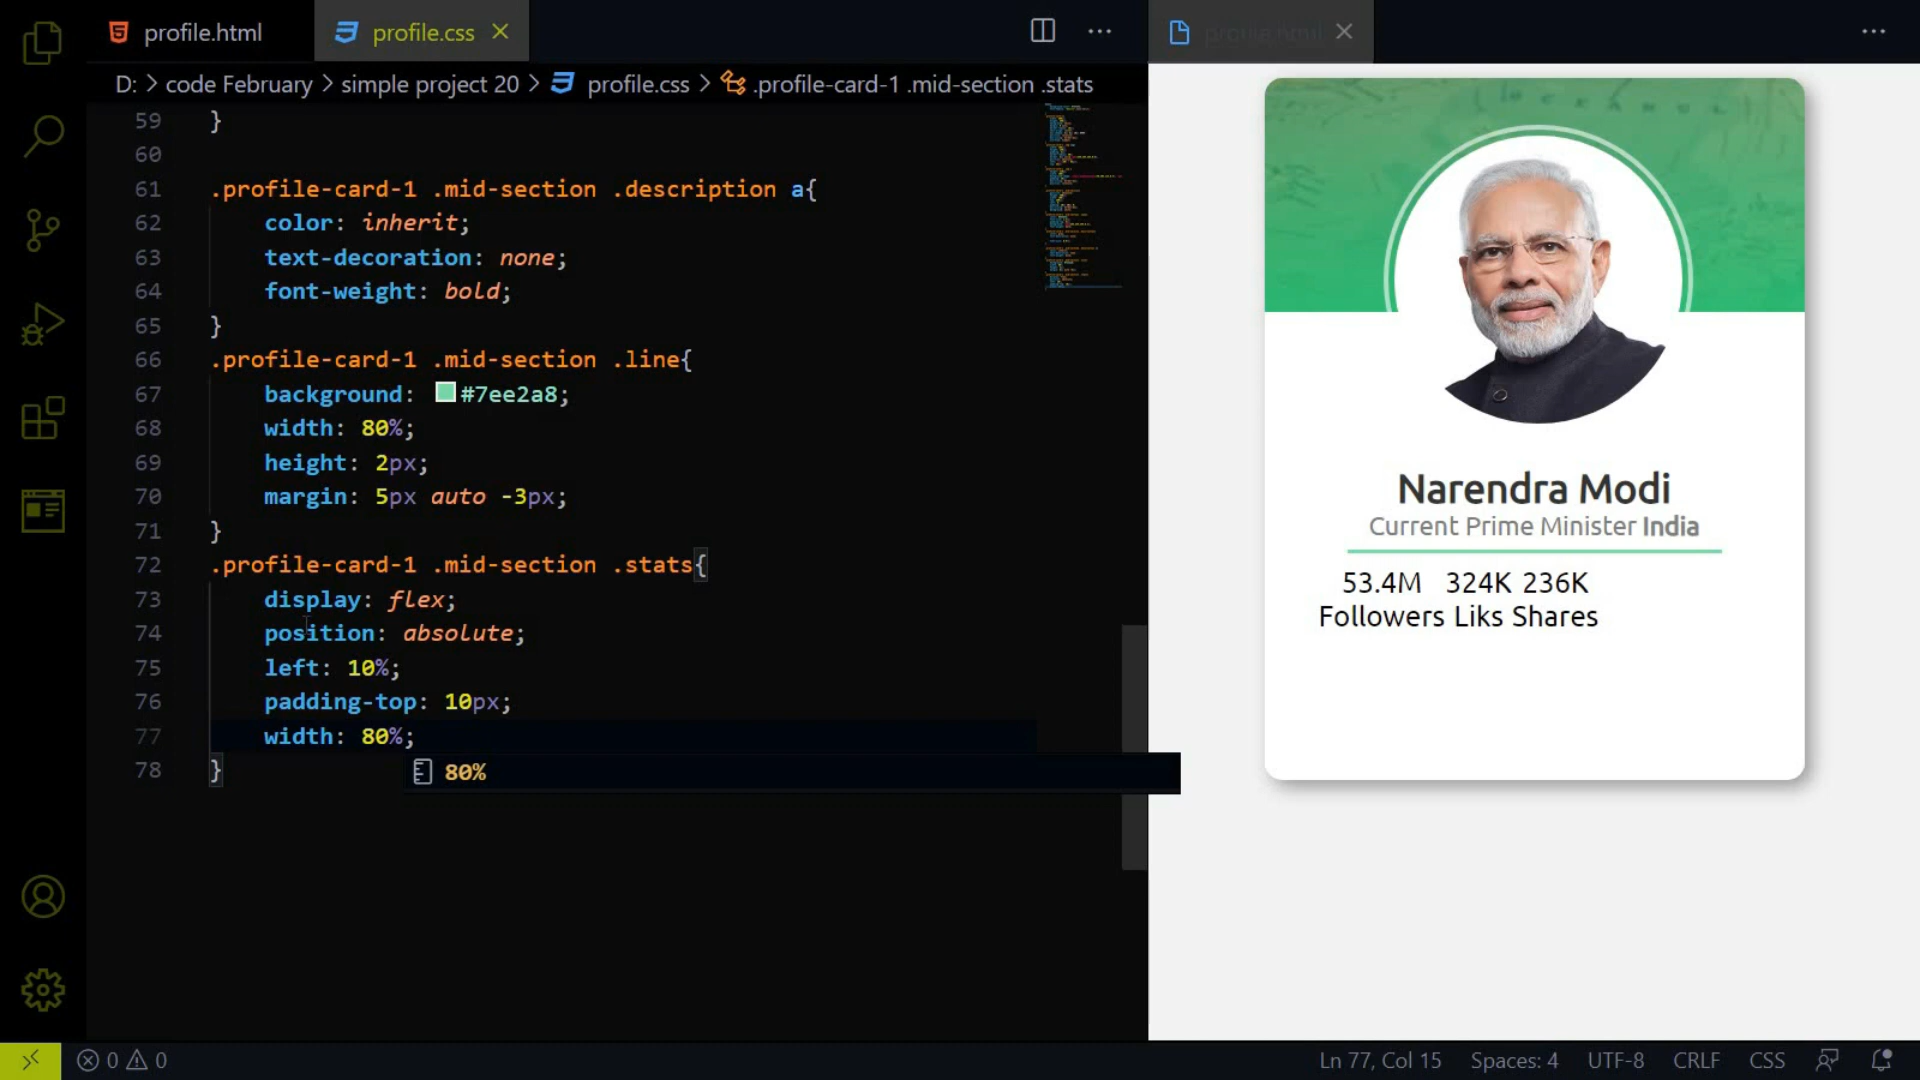 profile.html
profile.css
profile.html
D: > code February > simple project 20 > profile.css > .profile-card-1 .mid-section .stats
59 }
60
61 .profile-card-1 .mid-section .description a{
62 color: inherit;
63 text-decoration: none;
64 font-weight: bold;
65 }
66 .profile-card-1 .mid-section .line{
67 background: #7ee2a8;
68 width: 80%;
69 height: 2px;
70 margin: 5px auto -3px;
71 }
72 .profile-card-1 .mid-section .stats{
73 display: flex;
74 position: absolute;
75 left: 10%;
76 padding-top: 10px;
77 width: 80%;
78 }
80%
Narendra Modi
Current Prime Minister India
53.4M 324K 236K
Followers Liks Shares
0 0
Ln 77, Col 15 Spaces: 4 UTF-8 CRLF CSS